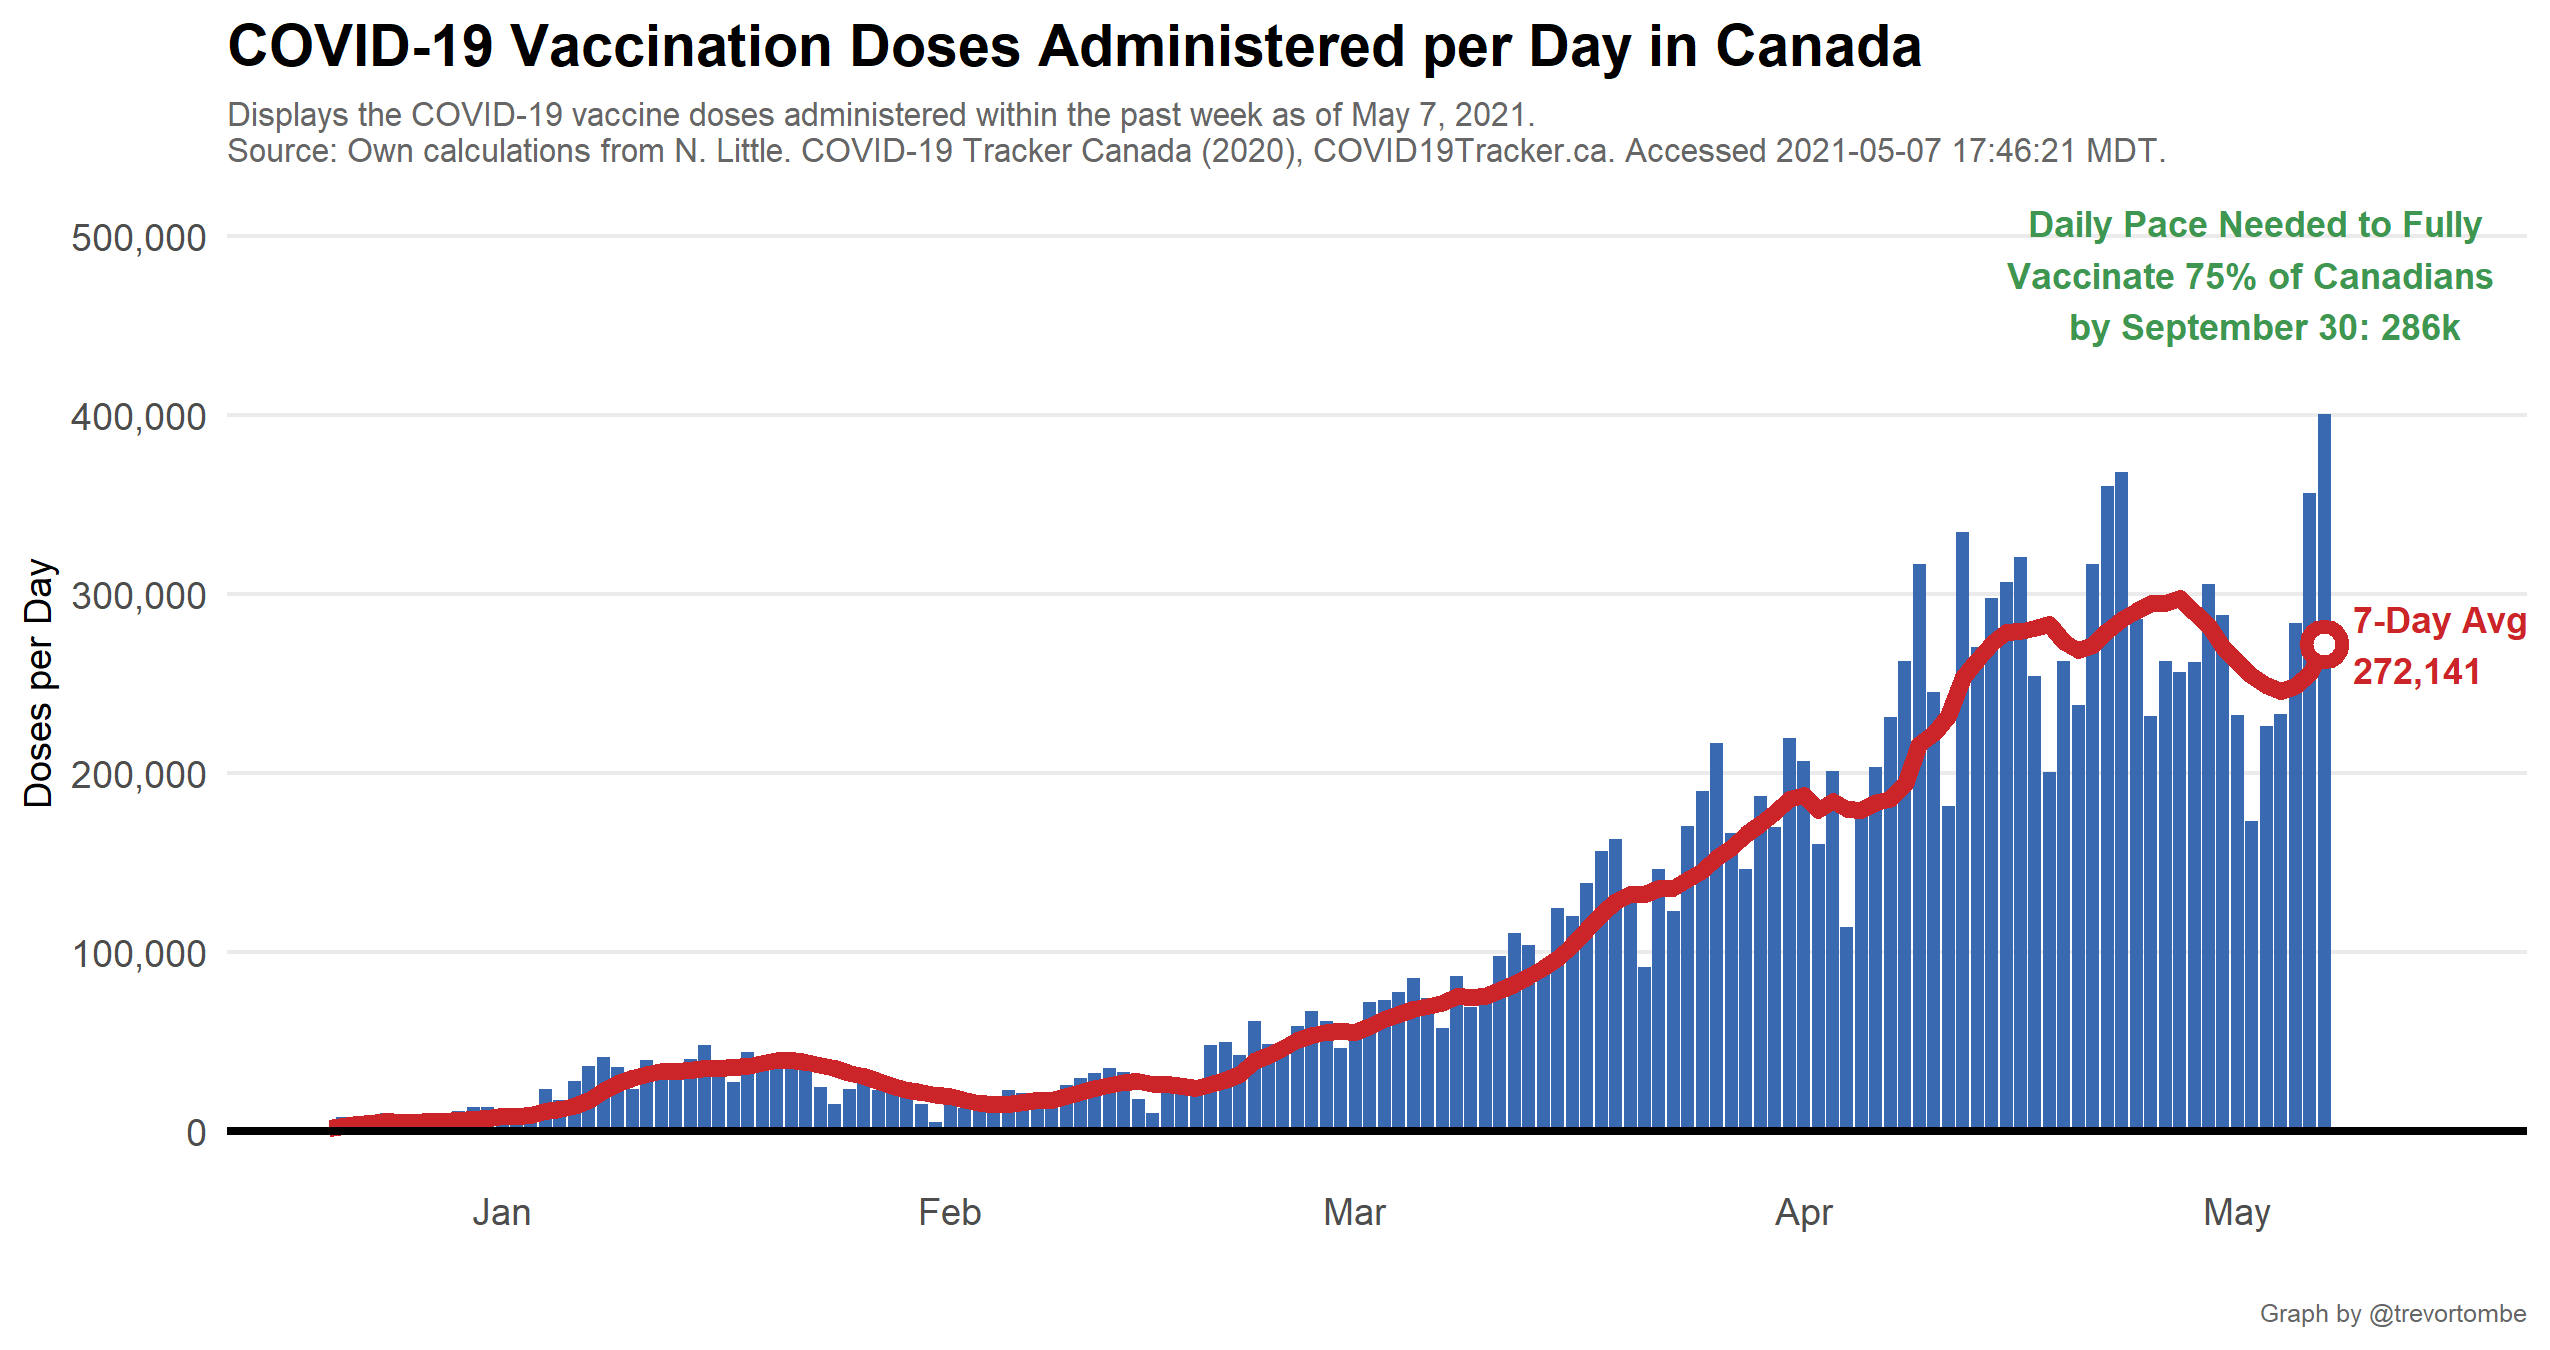 COVID-19 Vaccination Doses Administered per Day in Canada
Displays the COVID-19 vaccine doses administered within the past week as of May 7, 2021.
Source: Own calculations from N. Little. COVID-19 Tracker Canada (2020), COVID19Tracker.ca. Accessed 2021-05-07 17:46:21 MDT.
Daily Pace Needed to Fully
Vaccinate 75% of Canadians
by September 30: 286k
500,000
400,000
300,000
200,000
100,000
0
Doses per Day
7-Day Avg
272,141
Jan
Feb
Mar
Apr
May
Graph by @trevortombe